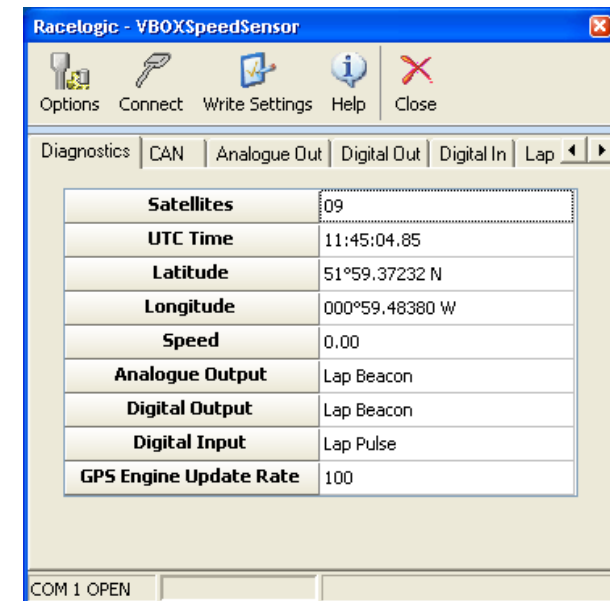 Racelogic - VBOXSpeedSensor
Options Connect Write Settings Help Close
Diagnostics CAN Analogue Out Digital Out Digital In Lap
Satellites 09
UTC Time 11:45:04.85
Latitude 51°59.37232 N
Longitude 000°59.48380 W
Speed 0.00
Analogue Output Lap Beacon
Digital Output Lap Beacon
Digital Input Lap Pulse
GPS Engine Update Rate 100
COM 1 OPEN